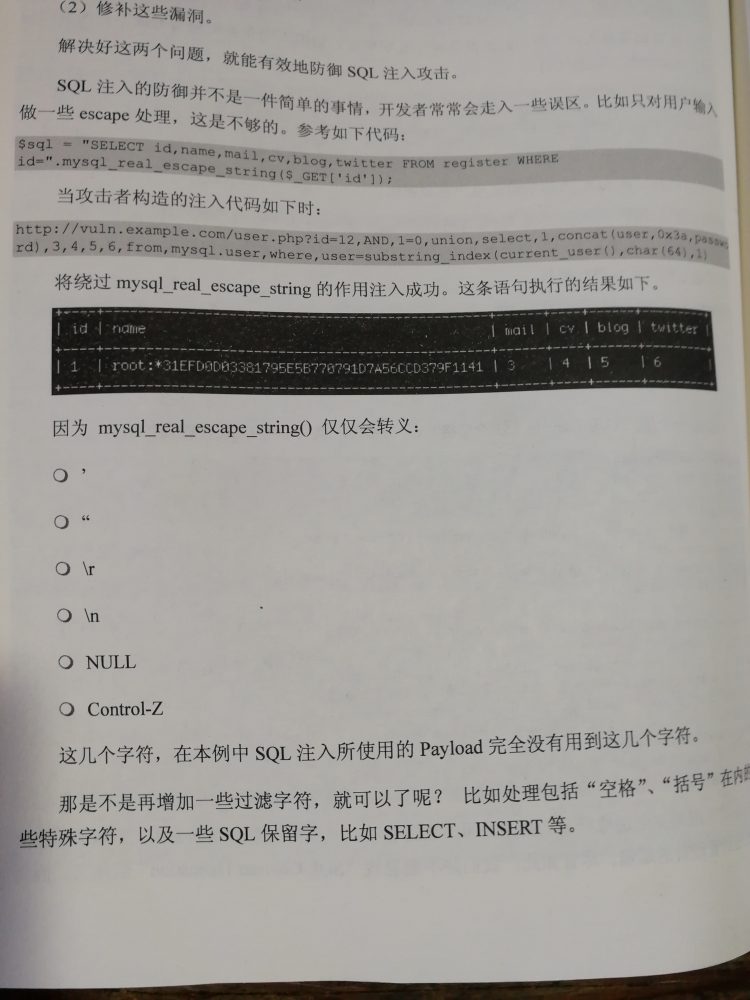 （2）修补这些漏洞。
解决好这两个问题，就能有效地防御 SQL 注入攻击。
SQL 注入的防御并不是一件简单的事情，开发者常常会走入一些误区。比如只对用户输入
做一些 escape 处理，这是不够的。参考如下代码：
$sql = "SELECT id,name,mail,cv,blog,twitter FROM register WHERE
id=".mysql_real_escape_string($_GET['id']);
当攻击者构造的注入代码如下时：
http://vuln.example.com/user.php?id=12,AND,1=0,union,select,1,concat(user,0x3a,passwo
rd),3,4,5,6,from,mysql.user,where,user=substring_index(current_user(),char(64),1)
将绕过 mysql_real_escape_string 的作用注入成功。这条语句执行的结果如下。
| id | name | mail | cv | blog | twitter |
| 1 | root:*31EFD0D03381795E5B770791D7A56CCD379F1141 | 3 | 4 | 5 | 6 |
因为 mysql_real_escape_string() 仅仅会转义：
❍ ’
❍ “
❍ \r
❍ \n
❍ NULL
❍ Control-Z
这几个字符，在本例中 SQL 注入所使用的 Payload 完全没有用到这几个字符。
那是不是再增加一些过滤字符，就可以了呢？ 比如处理包括“空格”、“括号”在内的
些特殊字符，以及一些 SQL 保留字，比如 SELECT、INSERT 等。